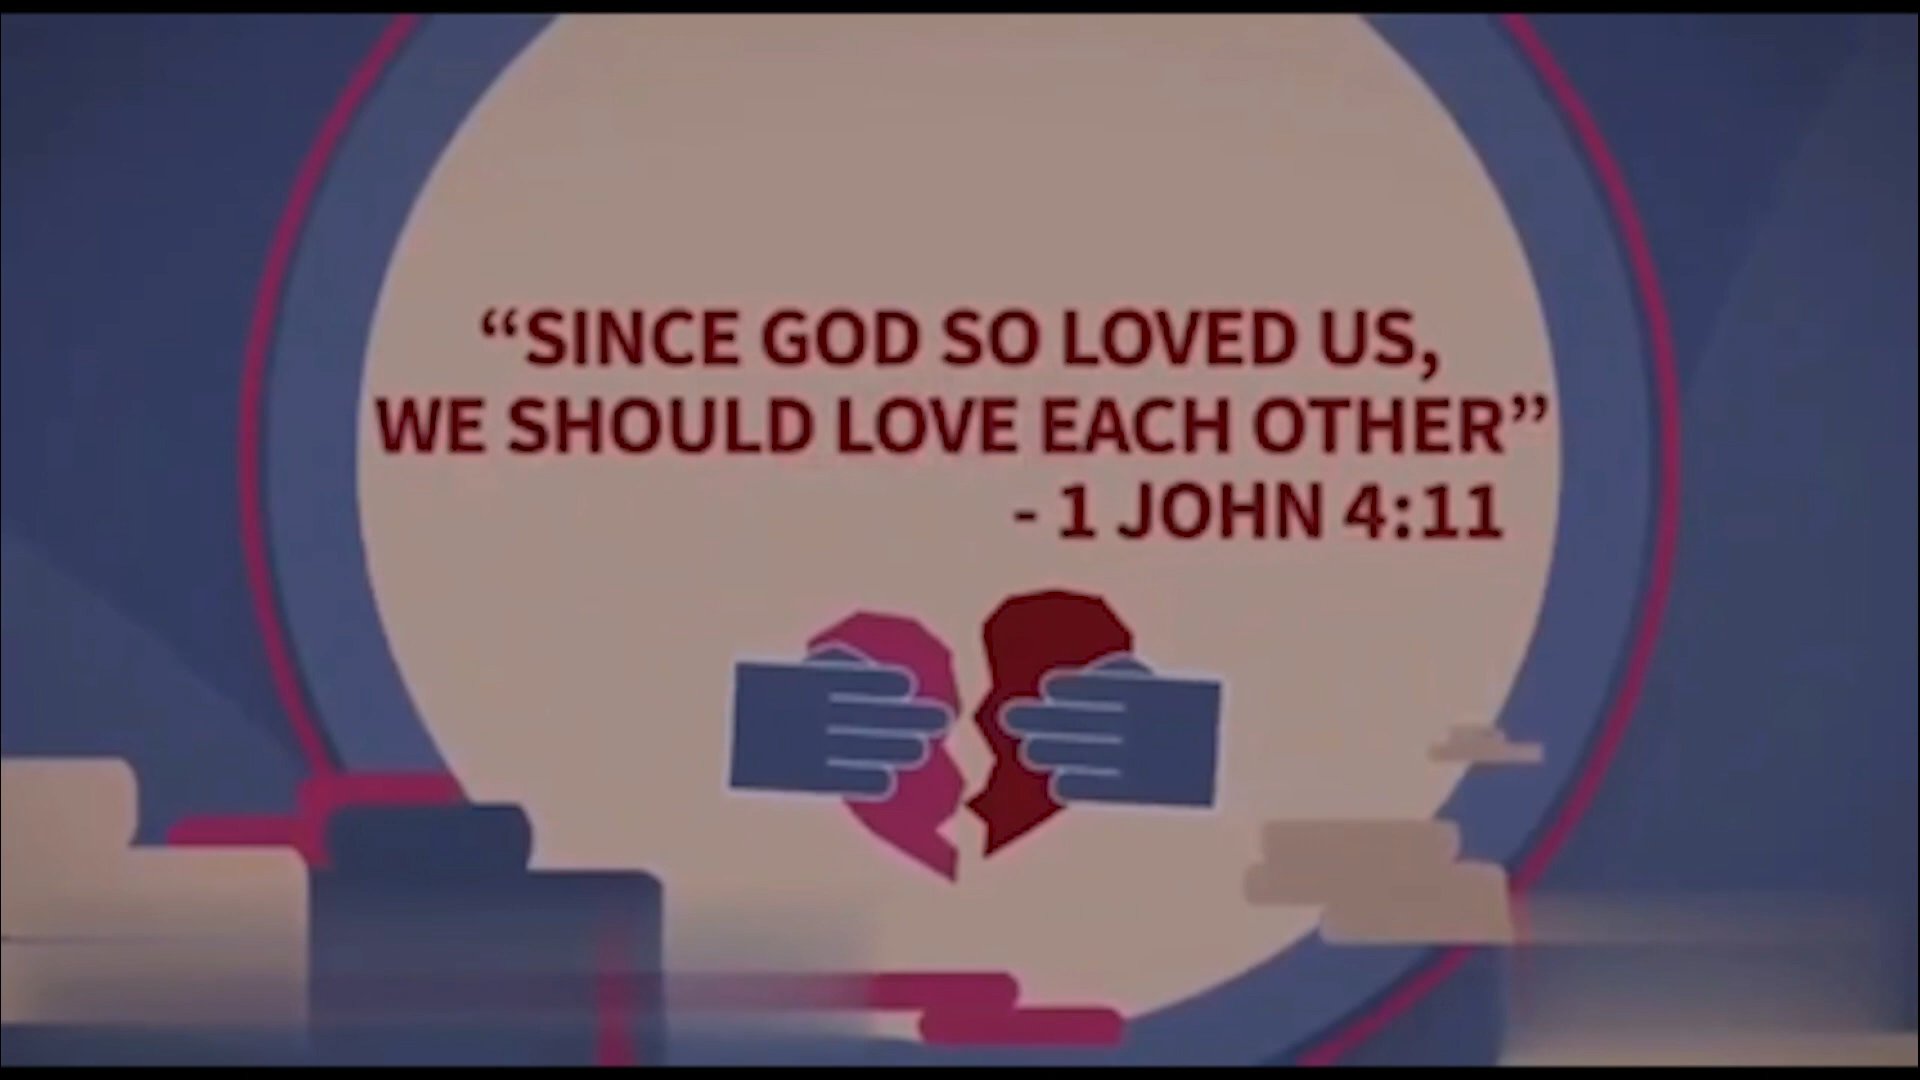 “SINCE GOD SO LOVED US,
WE SHOULD LOVE EACH OTHER”
- 1 JOHN 4:11